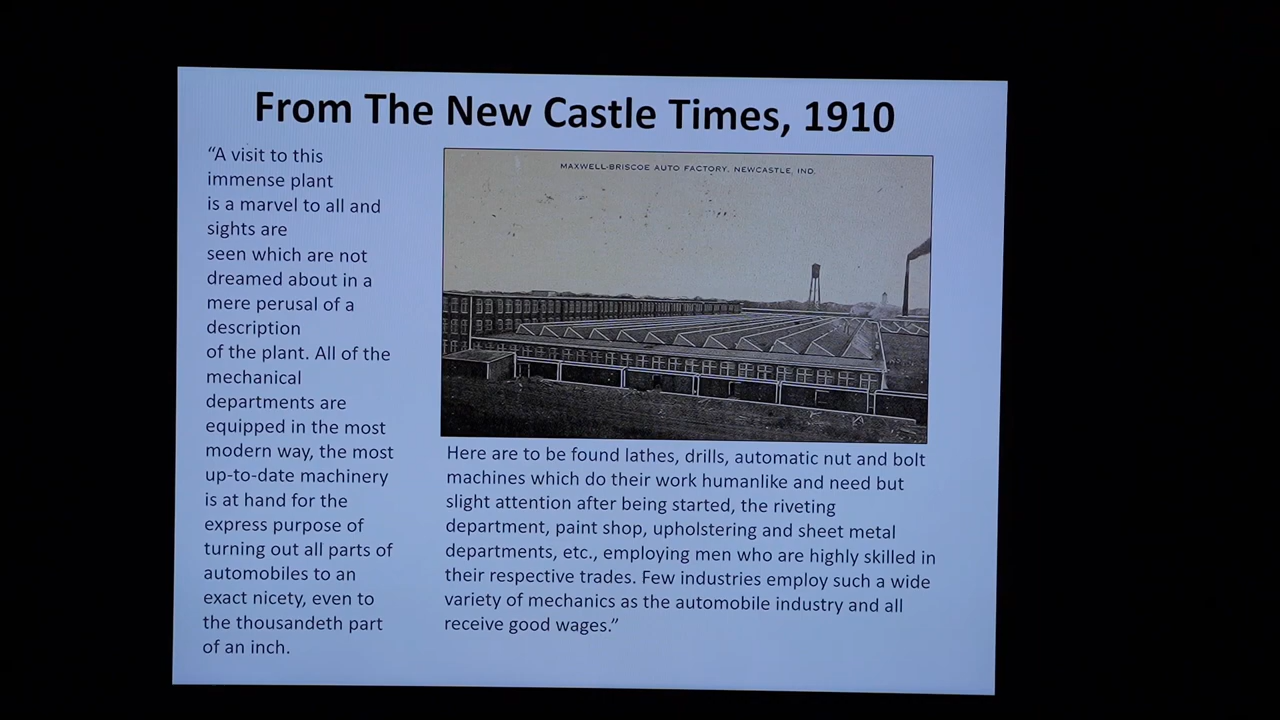 From The New Castle Times, 1910
“A visit to this
immense plant
is a marvel to all and
sights are
seen which are not
dreamed about in a
mere perusal of a
description
of the plant. All of the
mechanical
departments are
equipped in the most
modern way, the most
up-to-date machinery
is at hand for the
express purpose of
turning out all parts of
automobiles to an
exact nicety, even to
the thousandeth part
of an inch.
MAXWELL-BRISCOE AUTO FACTORY, NEWCASTLE, IND.
Here are to be found lathes, drills, automatic nut and bolt
machines which do their work humanlike and need but
slight attention after being started, the riveting
department, paint shop, upholstering and sheet metal
departments, etc., employing men who are highly skilled in
their respective trades. Few industries employ such a wide
variety of mechanics as the automobile industry and all
receive good wages.”